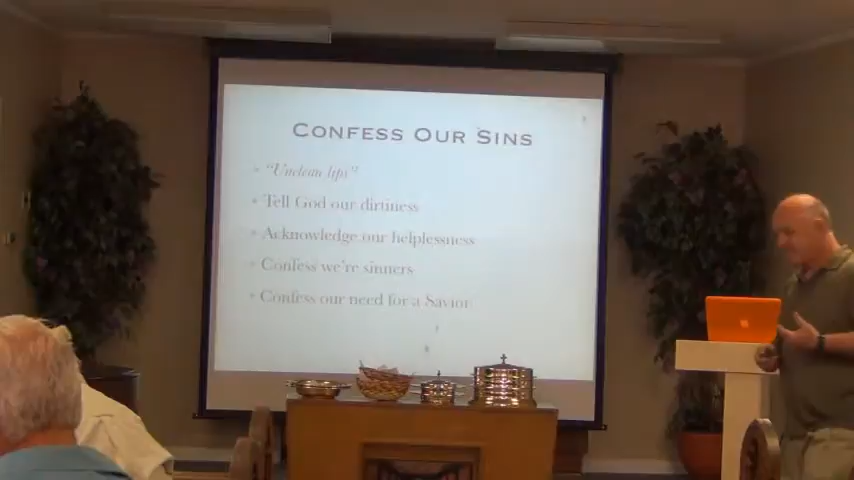 Confess Our Sins
"Unclean lips"
Tell God our dirtiness
Acknowledge our helplessness
Confess we're sinners
Confess our need for a Savior